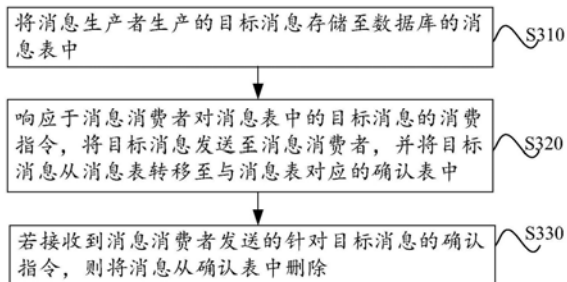 将消息生产者生产的目标消息存储至数据库的消
息表中
S310
响应于消息消费者对消息表中的目标消息的消费
指令，将目标消息发送至消息消费者，并将目标
消息从消息表转移至与消息表对应的确认表中
S320
若接收到消息消费者发送的针对目标消息的确认
指令，则将消息从确认表中删除
S330